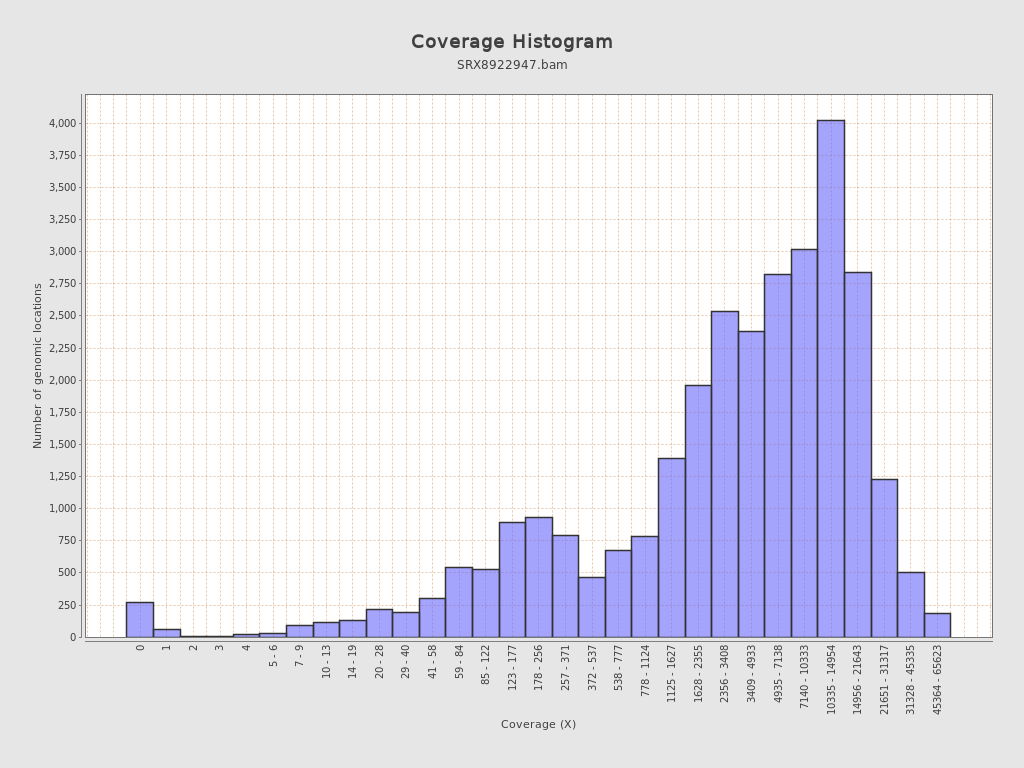 Coverage Histogram
SRX8922947.bam
Number of genomic locations
4,000
3,750
3,500
3,250
3,000
2,750
2,500
2,250
2,000
1,750
1,500
1,250
1,000
750
500
250
0
0
1
2
3
4
5 - 6
7 - 9
10 - 13
14 - 19
20 - 28
29 - 40
41 - 58
59 - 84
85 - 122
123 - 177
178 - 256
257 - 371
372 - 537
538 - 777
778 - 1124
1125 - 1627
1628 - 2355
2356 - 3408
3409 - 4933
4935 - 7138
7140 - 10333
10335 - 14954
14956 - 21643
21651 - 31317
31328 - 45335
45364 - 65623
Coverage (X)